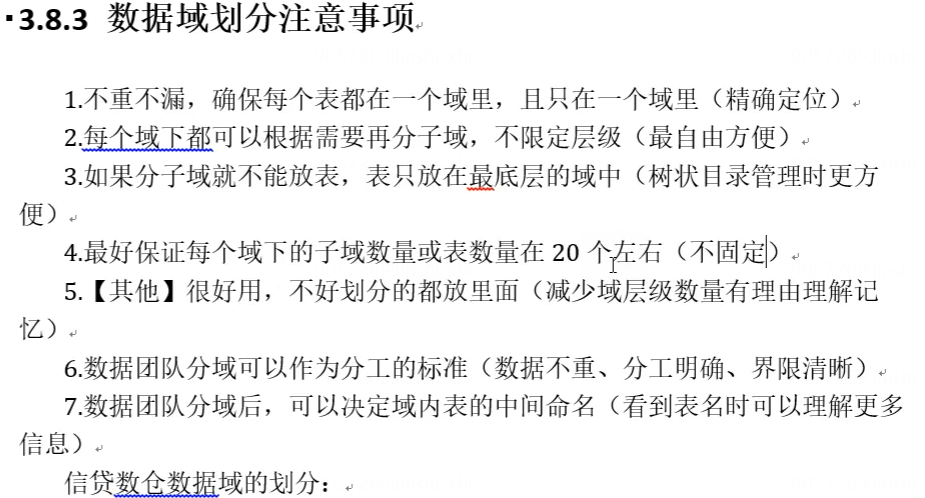 3.8.3 数据域划分注意事项
1.不重不漏，确保每个表都在一个域里，且只在一个域里（精确定位）
2.每个域下都可以根据需要再分子域，不限定层级（最自由方便）
3.如果分子域就不能放表，表只放在最底层的域中（树状目录管理时更方
便）
4.最好保证每个域下的子域数量或表数量在 20 个左右（不固定）
5.【其他】很好用，不好划分的都放里面（减少域层级数量有理由理解记
忆）
6.数据团队分域可以作为分工的标准（数据不重、分工明确、界限清晰）
7.数据团队分域后，可以决定域内表的中间命名（看到表名时可以理解更多
信息）
信贷数仓数据域的划分：